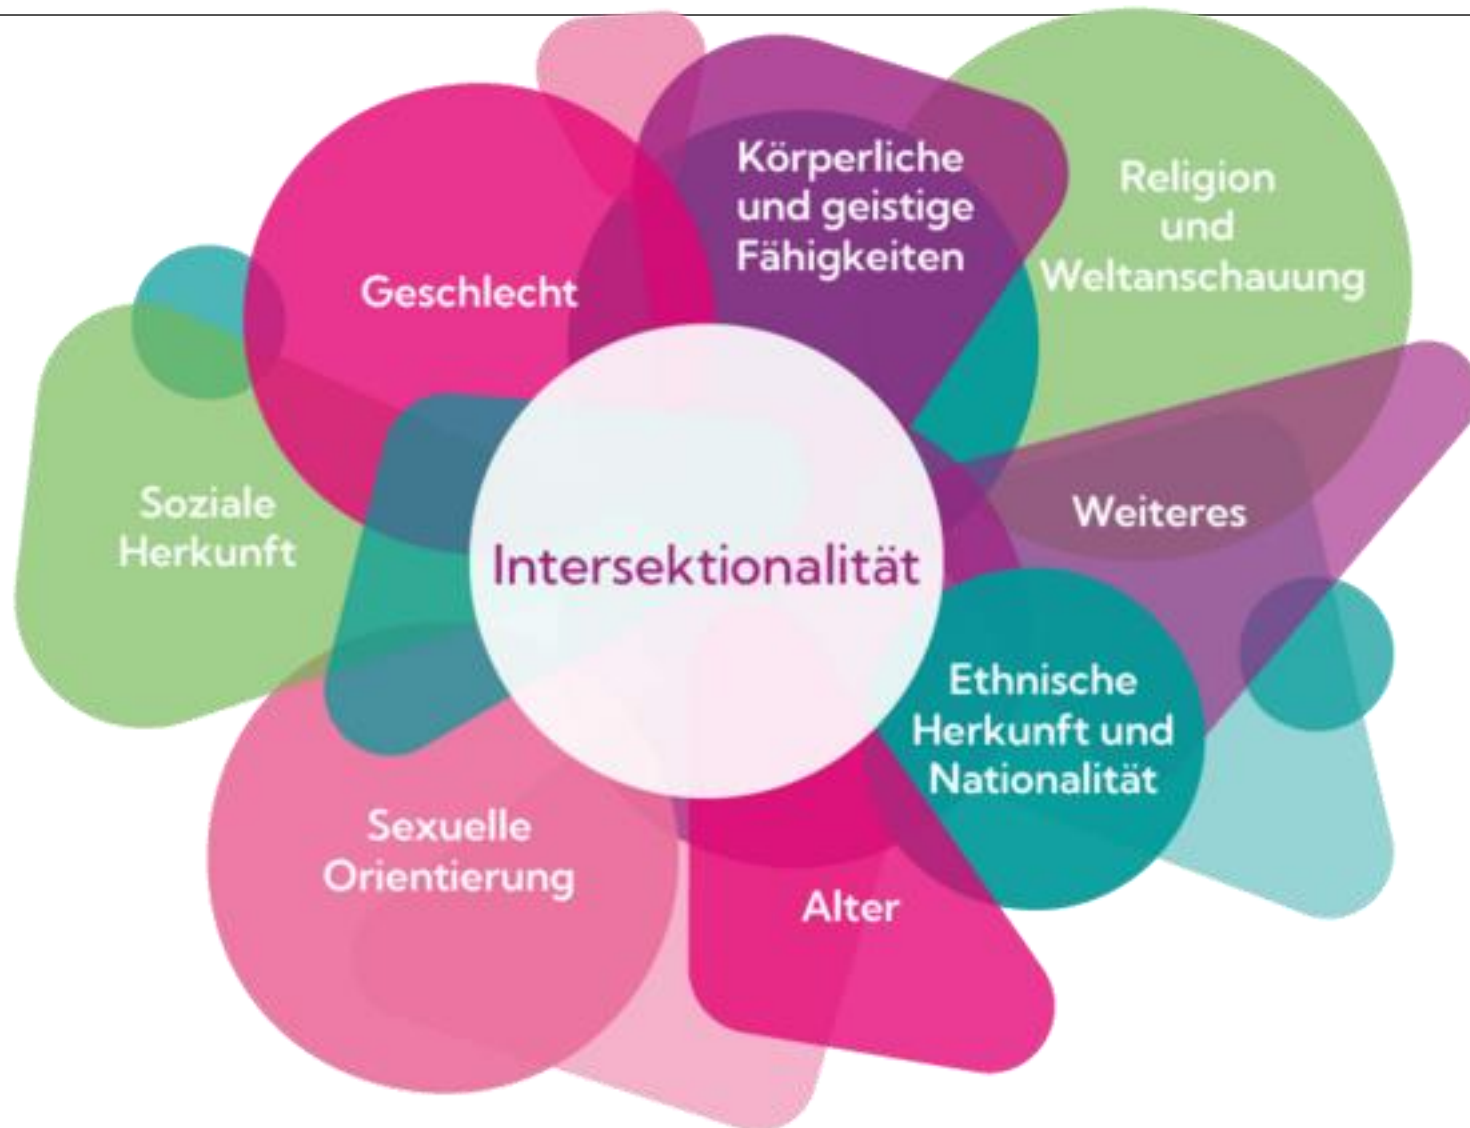 Körperliche
und geistige
Fähigkeiten
Religion
und
Weltanschauung
Geschlecht
Soziale
Herkunft
Weiteres
Intersektionalität
Ethnische
Herkunft und
Nationalität
Sexuelle
Orientierung
Alter